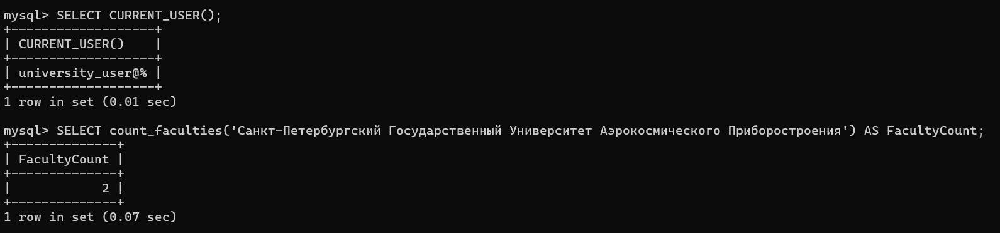 mysql> SELECT CURRENT_USER();
+-------------------+
| CURRENT_USER()    |
+-------------------+
| university_user@% |
+-------------------+
1 row in set (0.01 sec)

mysql> SELECT count_faculties('Санкт-Петербургский Государственный Университет Аэрокосмического Приборостроения') AS FacultyCount;
+--------------+
| FacultyCount |
+--------------+
|            2 |
+--------------+
1 row in set (0.07 sec)